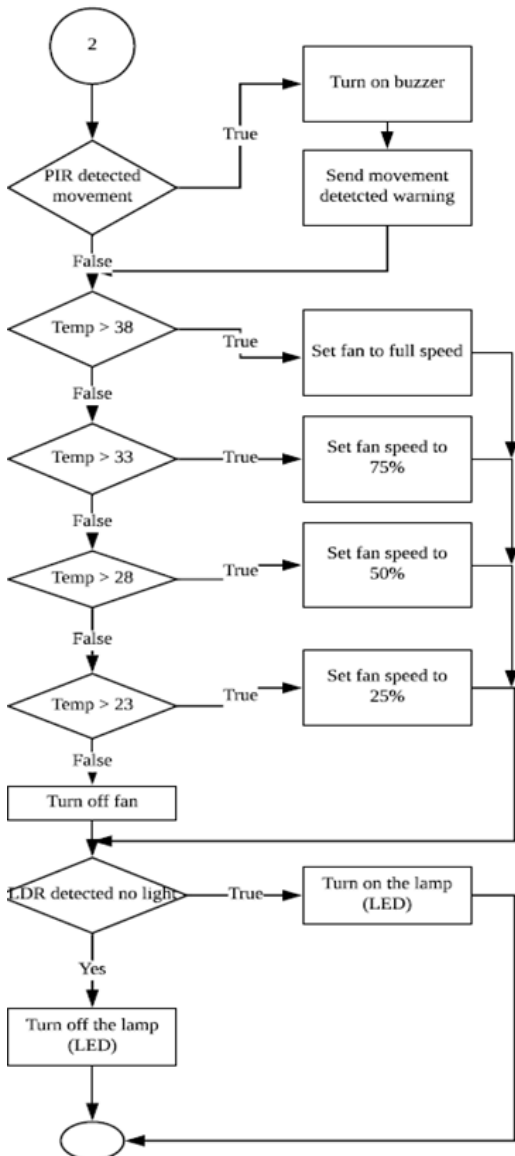 2
Turn on buzzer
True
PIR detected
movement
Send movement
detetcted warning
False
Temp > 38
True
Set fan to full speed
False
Temp > 33
True
Set fan speed to
75%
False
Temp > 28
True
Set fan speed to
50%
False
Temp > 23
True
Set fan speed to
25%
False
Turn off fan
LDR detected no light
True
Turn on the lamp
(LED)
Yes
Turn off the lamp
(LED)